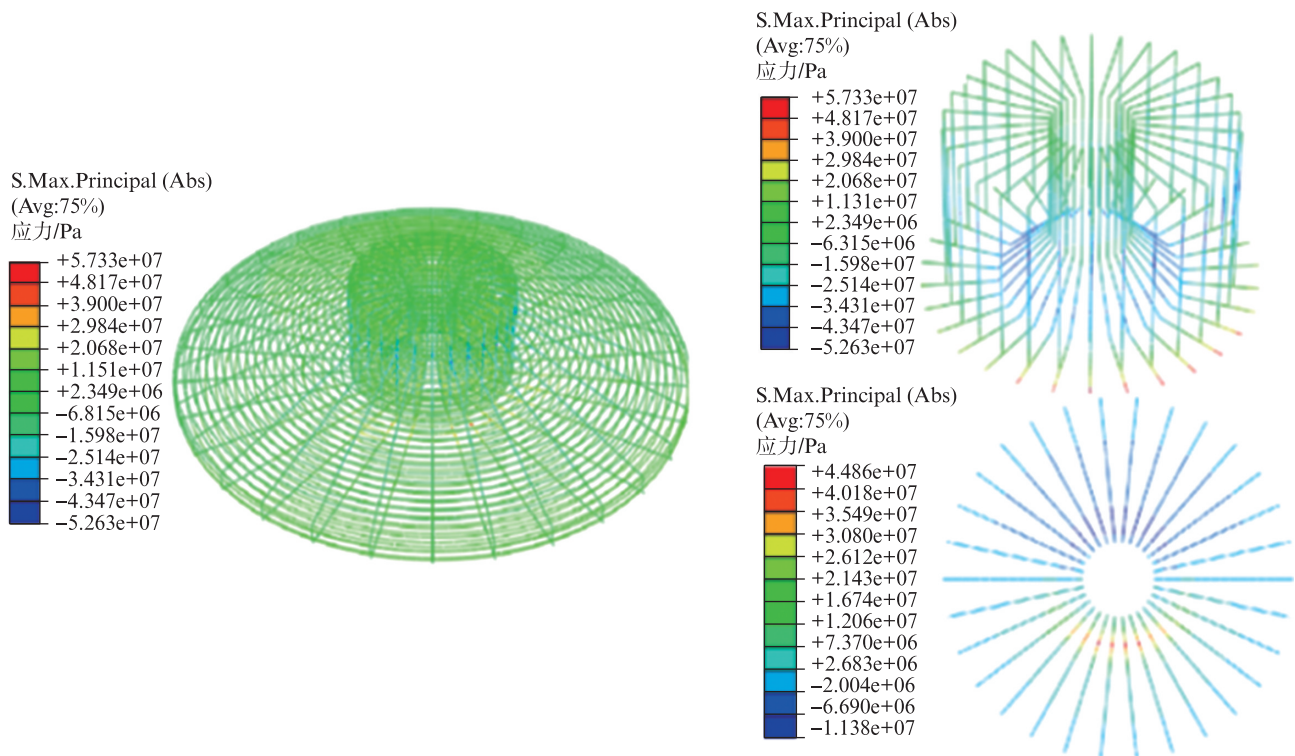 S.Max.Principal (Abs)
(Avg:75%)
应力/Pa
+5.733e+07
+4.817e+07
+3.900e+07
+2.984e+07
+2.068e+07
+1.151e+07
+2.349e+06
−6.815e+06
−1.598e+07
−2.514e+07
−3.431e+07
−4.347e+07
−5.263e+07
S.Max.Principal (Abs)
(Avg:75%)
应力/Pa
+5.733e+07
+4.817e+07
+3.900e+07
+2.984e+07
+2.068e+07
+1.131e+07
+2.349e+06
−6.315e+06
−1.598e+07
−2.514e+07
−3.431e+07
−4.347e+07
−5.263e+07
S.Max.Principal (Abs)
(Avg:75%)
应力/Pa
+4.486e+07
+4.018e+07
+3.549e+07
+3.080e+07
+2.612e+07
+2.143e+07
+1.674e+07
+1.206e+07
+7.370e+06
+2.683e+06
−2.004e+06
−6.690e+06
−1.138e+07